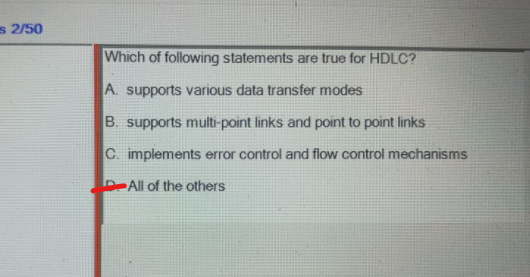 s 2/50
Which of following statements are true for HDLC?
A. supports various data transfer modes
B. supports multi-point links and point to point links
C. implements error control and flow control mechanisms
D. All of the others